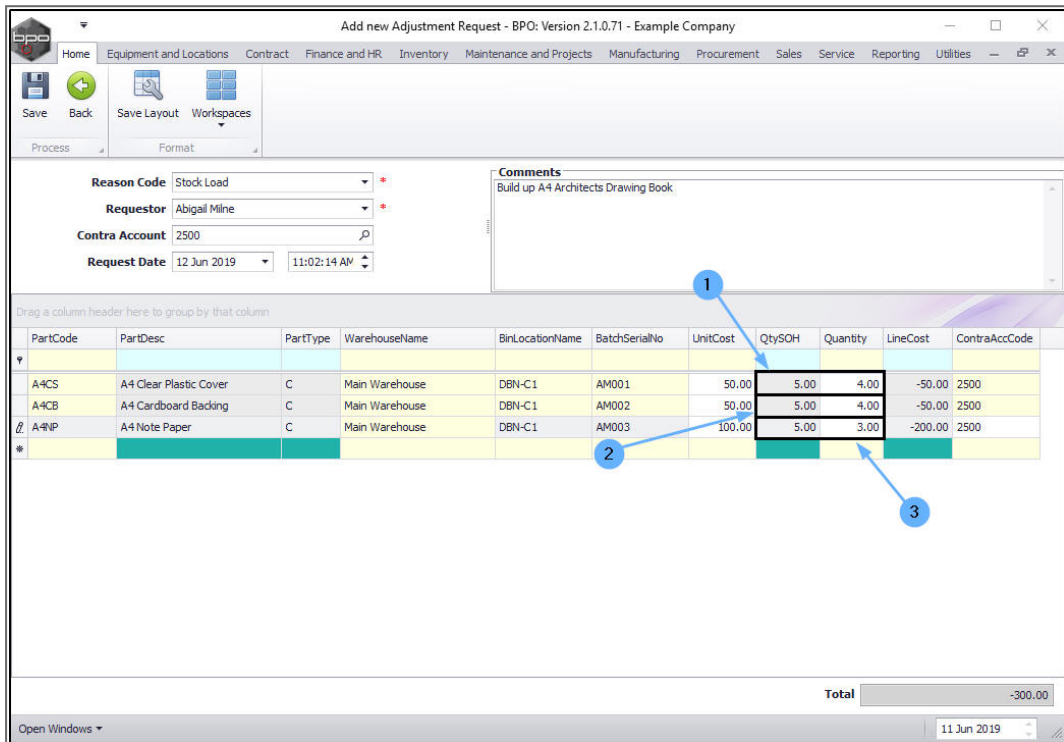 Add new Adjustment Request - BPO: Version 2.1.0.71 - Example Company
bpo
Home Equipment and Locations Contract Finance and HR Inventory Maintenance and Projects Manufacturing Procurement Sales Service Reporting Utilities
Save Back Save Layout Workspaces
Process Format
Reason Code Stock Load *
Requestor Abigail Milne *
Contra Account 2500
Request Date 12 Jun 2019 11:02:14 AM
Comments
Build up A4 Architects Drawing Book
1
Drag a column header here to group by that column
PartCode PartDesc PartType WarehouseName BinLocationName BatchSerialNo UnitCost QtySOH Quantity LineCost ContraAccCode
A4CS A4 Clear Plastic Cover C Main Warehouse DBN-C1 AM001 50.00 5.00 4.00 -50.00 2500
A4CB A4 Cardboard Backing C Main Warehouse DBN-C1 AM002 50.00 5.00 4.00 -50.00 2500
A4NP A4 Note Paper C Main Warehouse DBN-C1 AM003 100.00 5.00 3.00 -200.00 2500
2
3
Total -300.00
Open Windows 11 Jun 2019